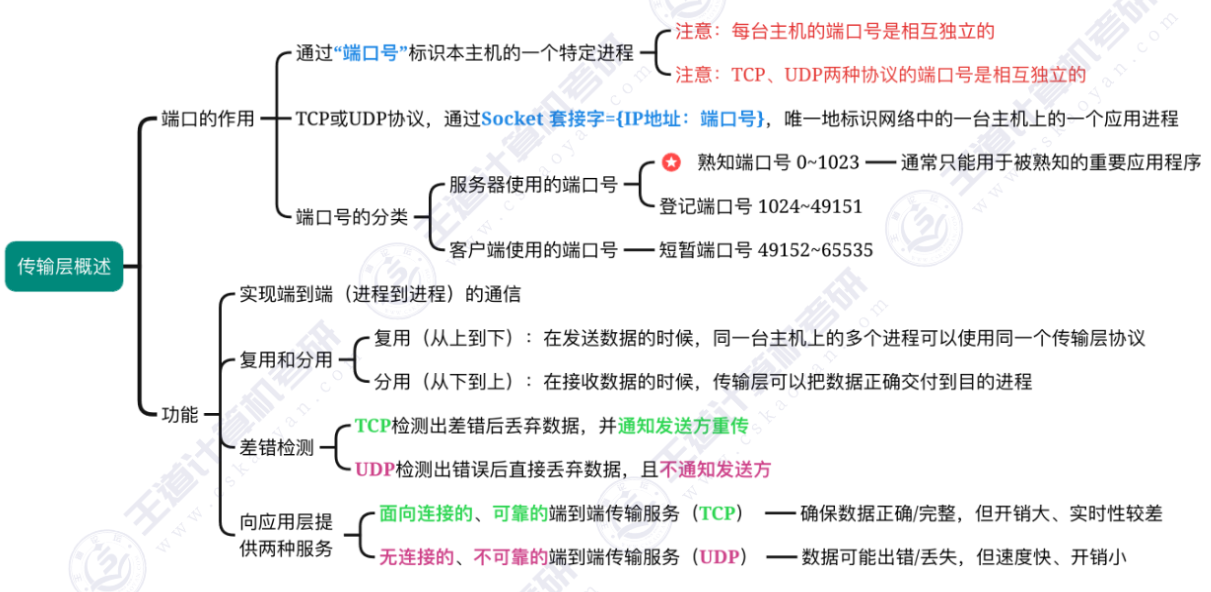 通过“端口号”标识本主机的一个特定进程
注意：每台主机的端口号是相互独立的
注意：TCP、UDP两种协议的端口号是相互独立的
端口的作用
TCP或UDP协议，通过Socket 套接字={IP地址：端口号}，唯一地标识网络中的一台主机上的一个应用进程
端口号的分类
服务器使用的端口号
熟知端口号 0~1023
通常只能用于被熟知的重要应用程序
登记端口号 1024~49151
客户端使用的端口号
短暂端口号 49152~65535
传输层概述
功能
实现端到端（进程到进程）的通信
复用和分用
复用（从上到下）：在发送数据的时候，同一台主机上的多个进程可以使用同一个传输层协议
分用（从下到上）：在接收数据的时候，传输层可以把数据正确交付到目的进程
差错检测
TCP检测出差错后丢弃数据，并通知发送方重传
UDP检测出错误后直接丢弃数据，且不通知发送方
向应用层提
供两种服务
面向连接的、可靠的端到端传输服务（TCP）
确保数据正确/完整，但开销大、实时性较差
无连接的、不可靠的端到端传输服务（UDP）
数据可能出错/丢失，但速度快、开销小
王道计算机考研
www.cskaoyan.com